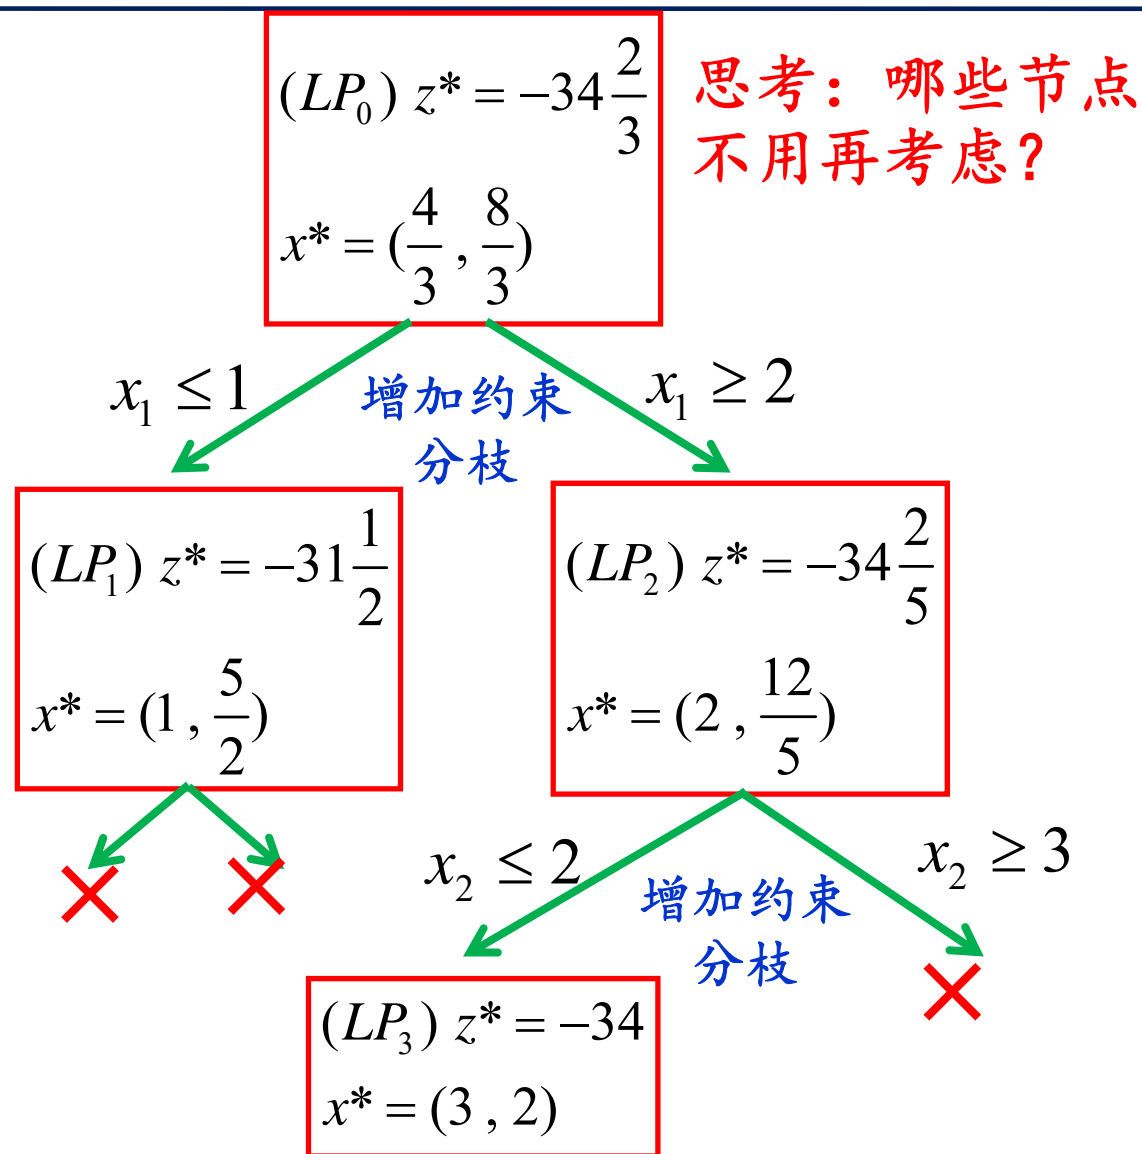 (LP₀) z* = −34 2/3
x* = (4/3 , 8/3)
思考：哪些节点
不用再考虑？
x₁ ≤ 1
增加约束
分枝
x₁ ≥ 2
(LP₁) z* = −31 1/2
x* = (1 , 5/2)
(LP₂) z* = −34 2/5
x* = (2 , 12/5)
x₂ ≤ 2
增加约束
分枝
x₂ ≥ 3
(LP₃) z* = −34
x* = (3 , 2)